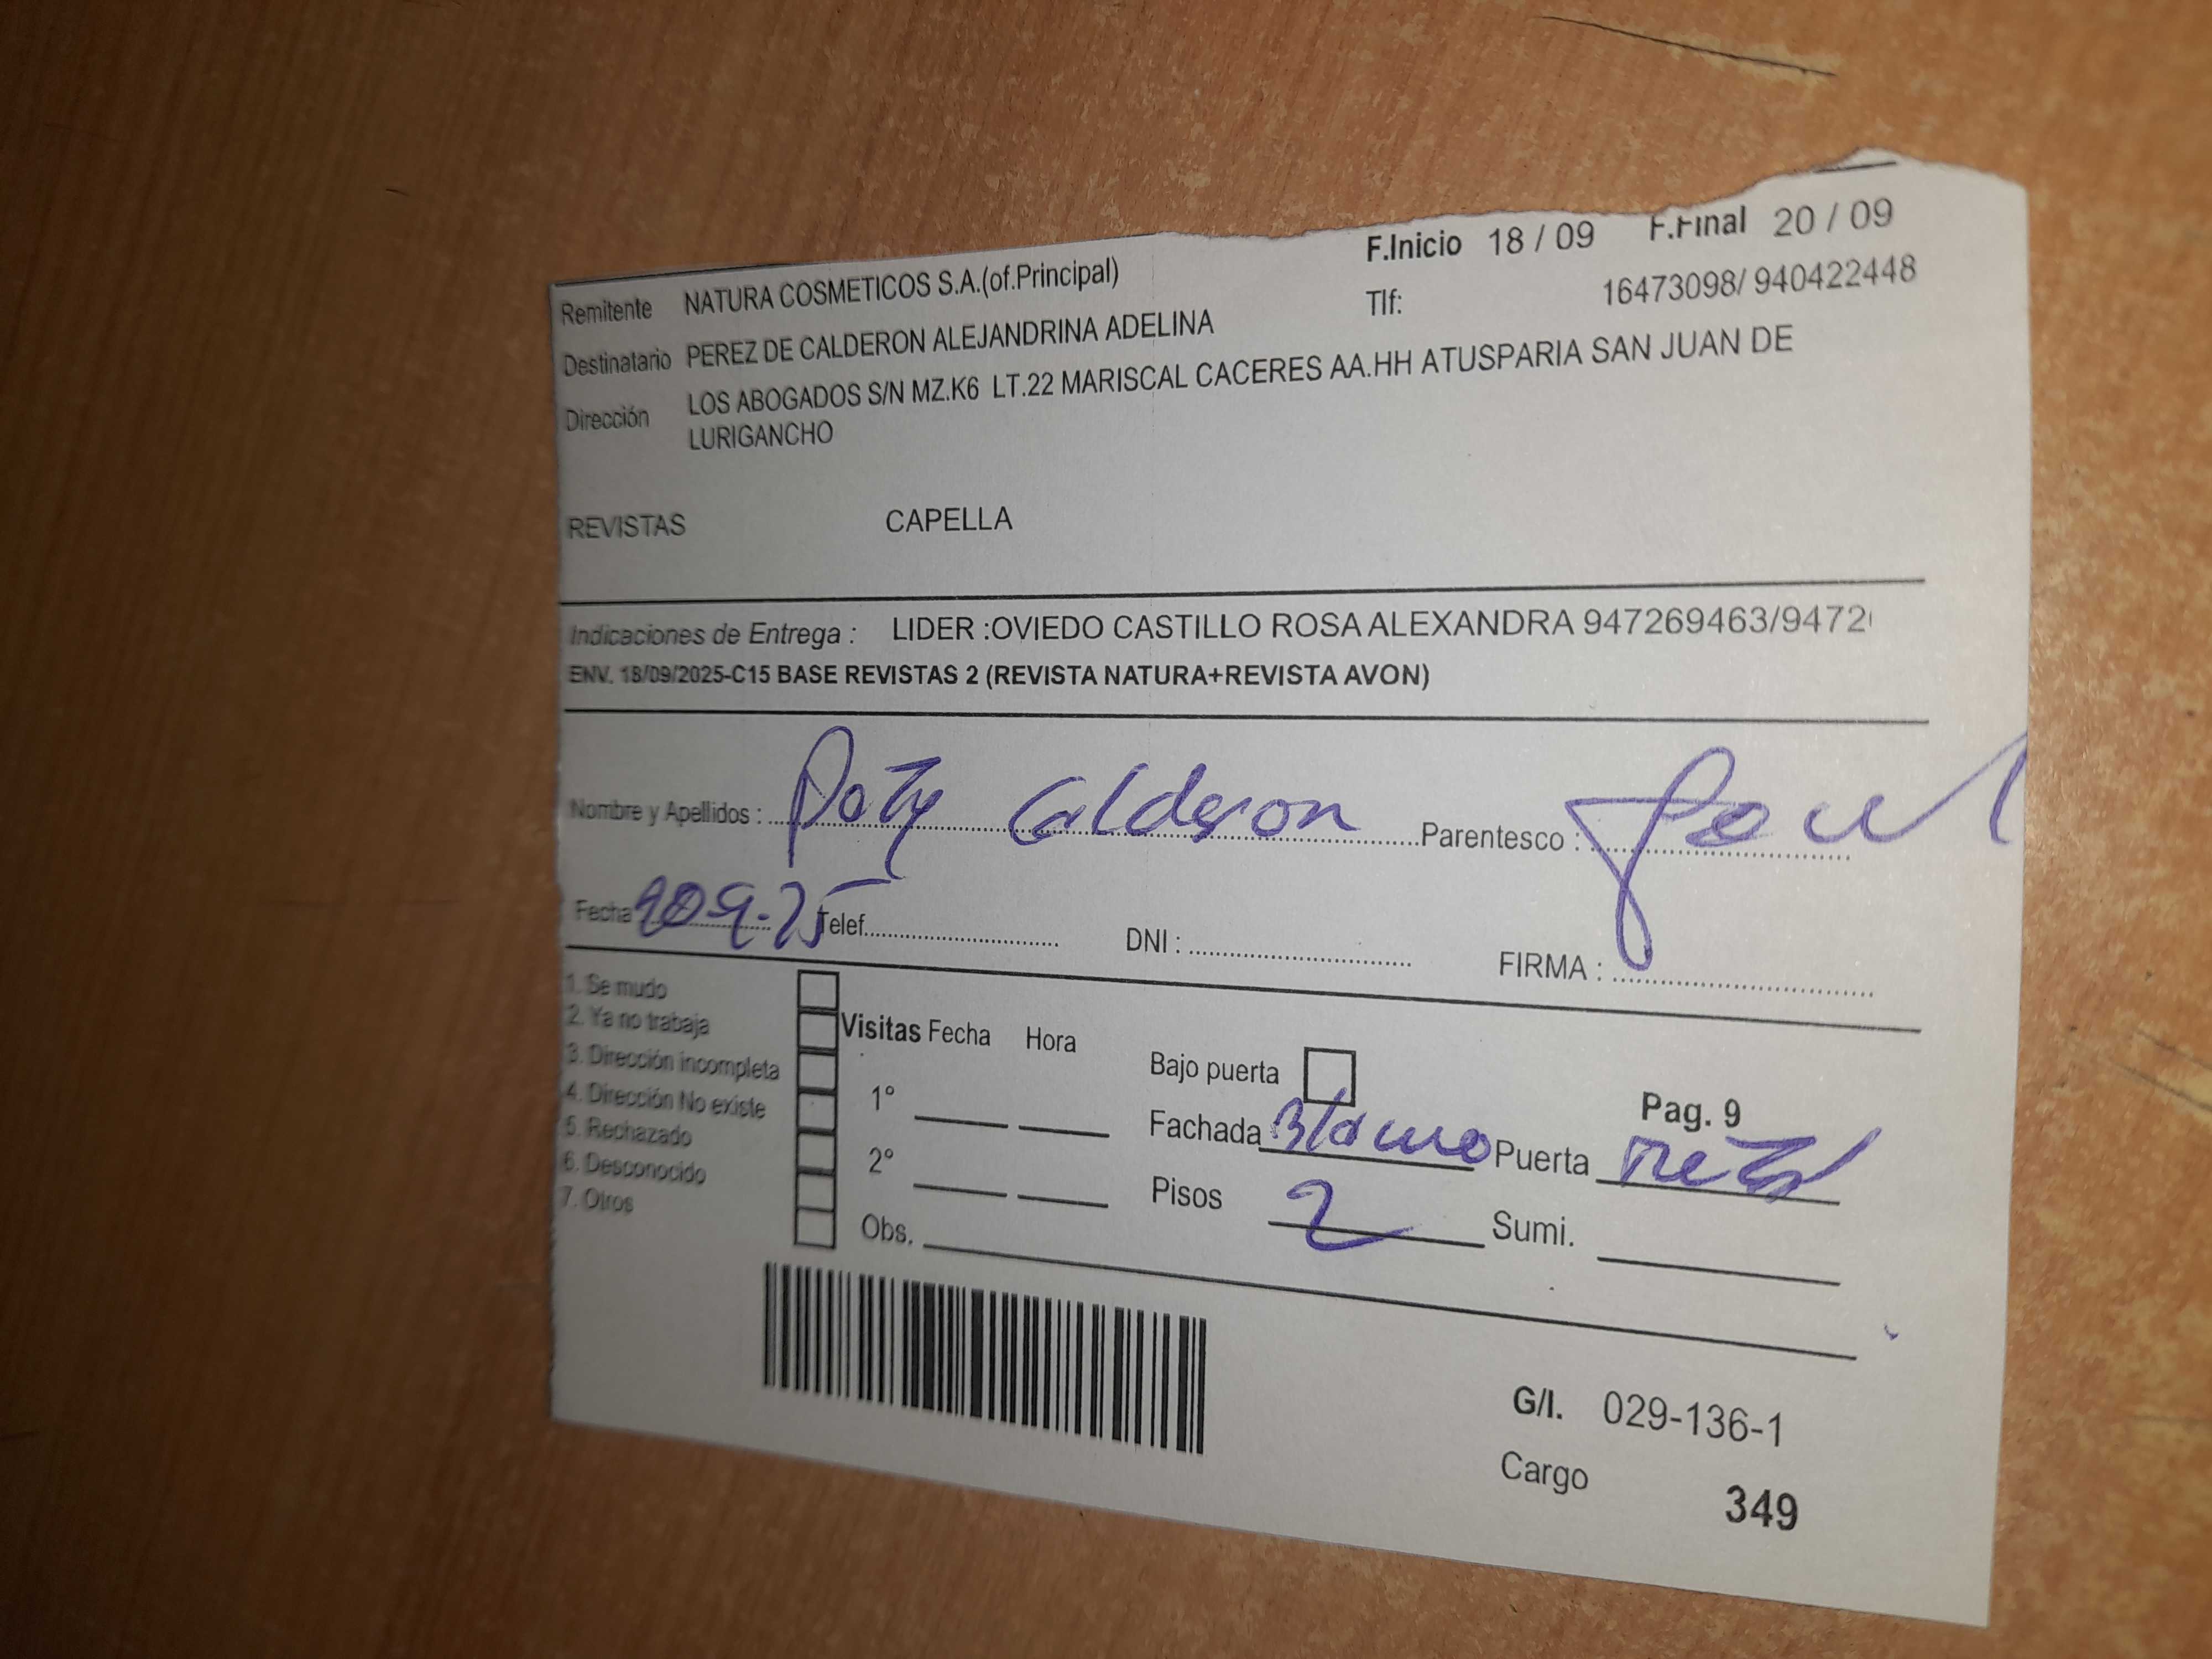 F.Inicio 18 / 09 F.Final 20 / 09
Remitente NATURA COSMETICOS S.A.(of.Principal)
Tlf: 16473098/ 940422448
Destinatario PEREZ DE CALDERON ALEJANDRINA ADELINA
Dirección LOS ABOGADOS S/N MZ.K6 LT.22 MARISCAL CACERES AA.HH ATUSPARIA SAN JUAN DE
LURIGANCHO
REVISTAS CAPELLA
Indicaciones de Entrega : LIDER :OVIEDO CASTILLO ROSA ALEXANDRA 947269463/9472
ENV. 18/09/2025-C15 BASE REVISTAS 2 (REVISTA NATURA+REVISTA AVON)
Nombre y Apellidos : Paty Calderon Parentesco :
Fecha Telef. DNI : FIRMA :
1. Se mudo
2. Ya no trabaja
3. Dirección incompleta
4. Dirección No existe
5. Rechazado
6. Desconocido
7. Otros
Visitas Fecha Hora
1°
2°
Obs.
Bajo puerta
Pag. 9
Fachada Blanco Puerta Metal
Pisos 2 Sumi.
G/I. 029-136-1
Cargo 349